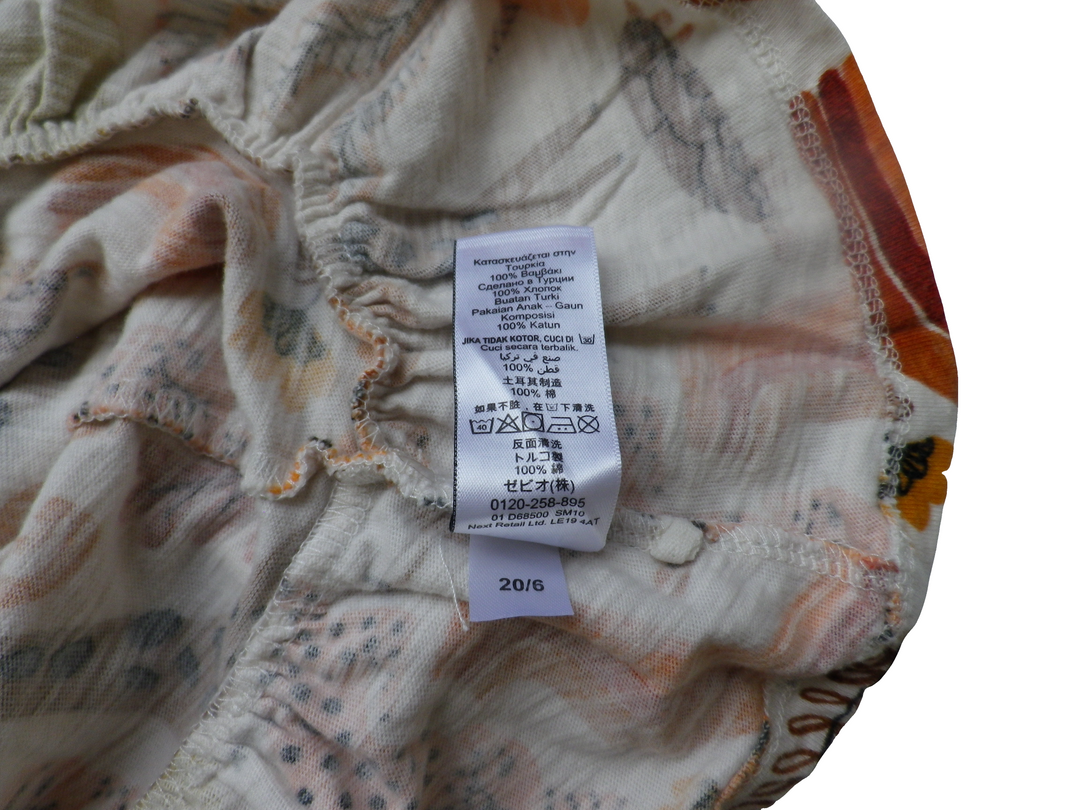 Κατασκευάζεται στην
Τουρκία
100% Βαμβάκι
Сделано в Турции
100% Хлопок
Buatan Turki
Pakaian Anak – Gaun
Komposisi
100% Katun
JIKA TIDAK KOTOR, CUCI DI 30
Cuci secara terbalik.
صنع في تركيا
100% قطن
土耳其制造
100% 棉
如果不脏，在 下清洗
40
反面清洗
トルコ製
100% 綿
ゼビオ(株)
0120-258-895
01 D68500 SM10
Next Retail Ltd. LE19 4AT
20/6